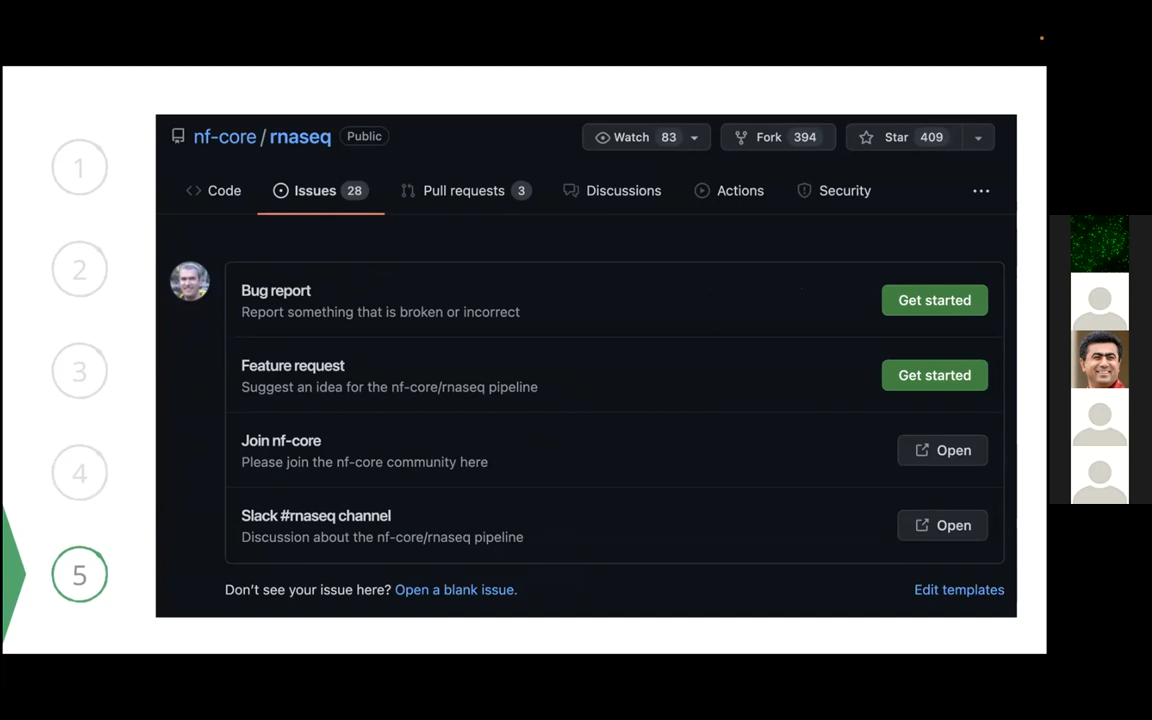 1
2
3
4
5
nf-core / rnaseq Public
Watch 83
Fork 394
Star 409
Code
Issues 28
Pull requests 3
Discussions
Actions
Security
Bug report
Report something that is broken or incorrect
Get started
Feature request
Suggest an idea for the nf-core/rnaseq pipeline
Get started
Join nf-core
Please join the nf-core community here
Open
Slack #rnaseq channel
Discussion about the nf-core/rnaseq pipeline
Open
Don't see your issue here? Open a blank issue.
Edit templates